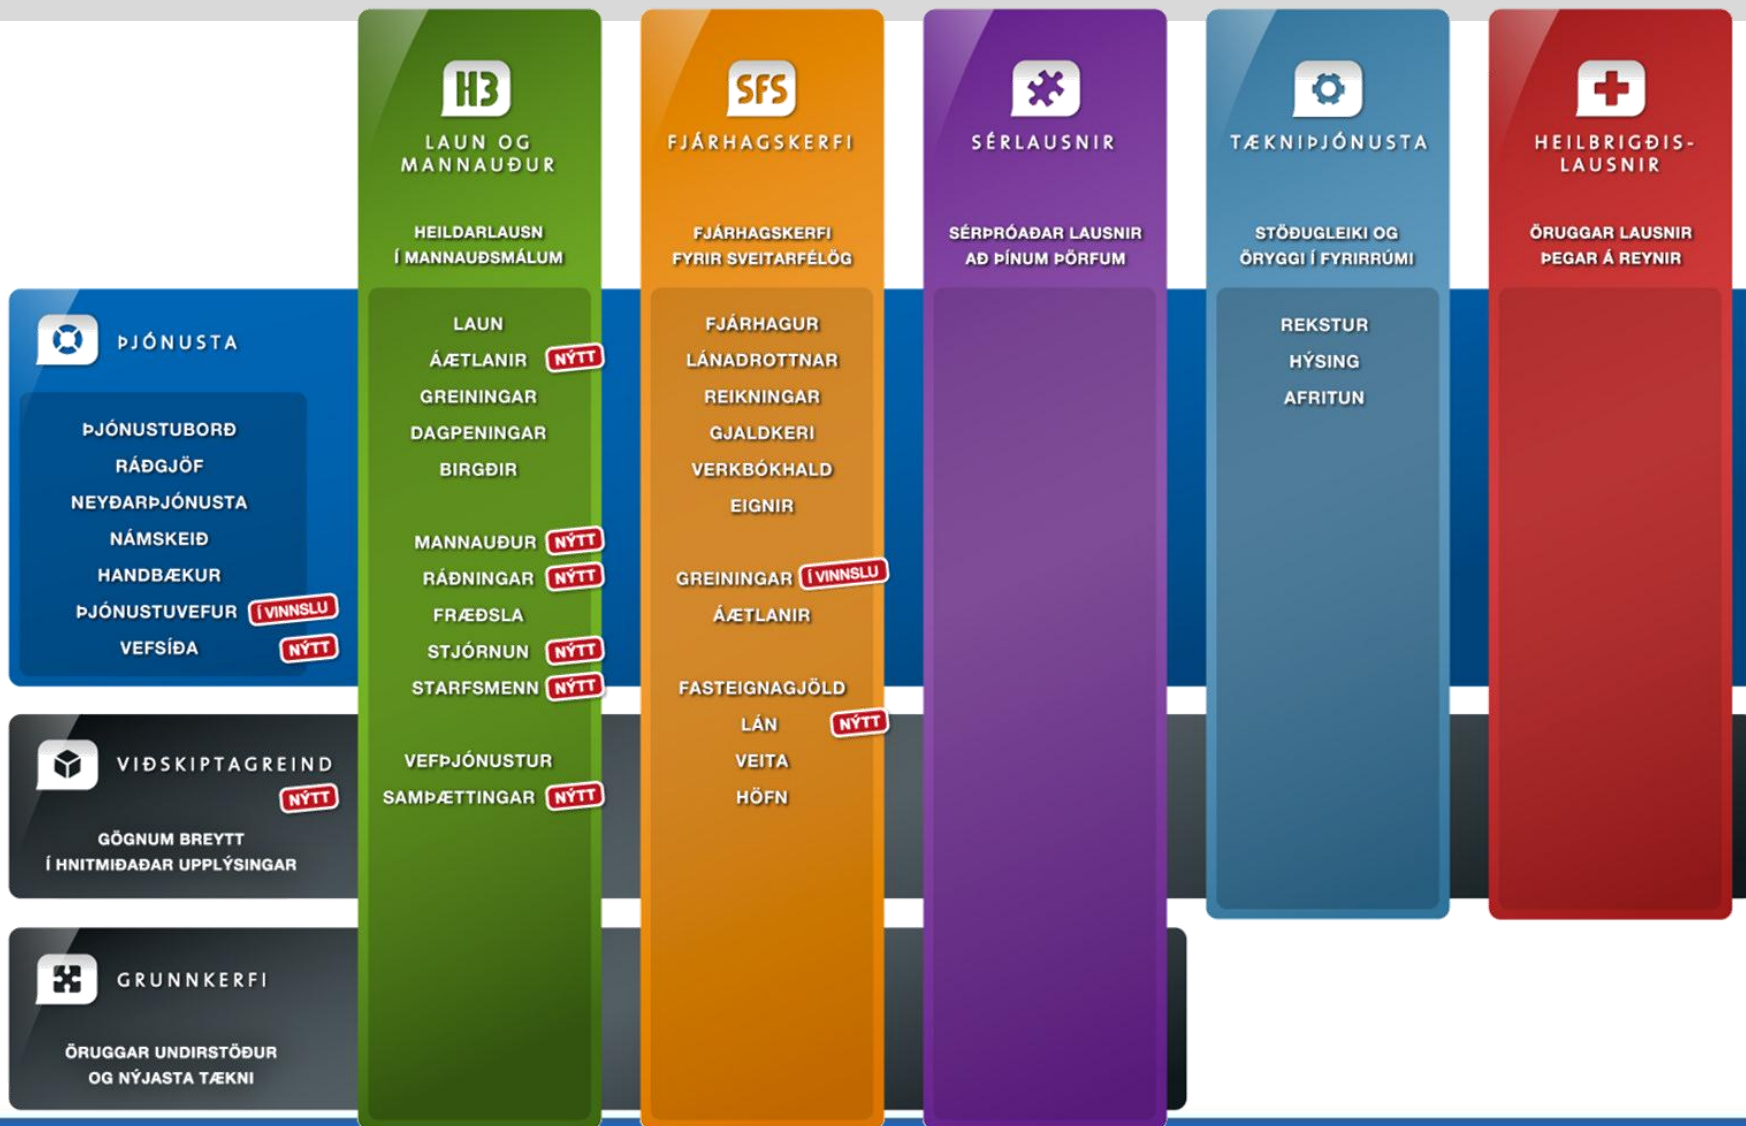 H3
LAUN OG
MANNAUÐUR
HEILDARLAUSN
Í MANNAUÐSMÁLUM
LAUN
ÁÆTLANIR NÝTT
GREININGAR
DAGPENINGAR
BIRGÐIR
MANNAUÐUR NÝTT
RÁÐNINGAR NÝTT
FRÆÐSLA
STJÓRNUN NÝTT
STARFSMENN NÝTT
VEFÞJÓNUSTUR
SAMÞÆTTINGAR NÝTT
SFS
FJÁRHAGSKERFI
FJÁRHAGSKERFI
FYRIR SVEITARFÉLÖG
FJÁRHAGUR
LÁNADROTTNAR
REIKNINGAR
GJALDKERI
VERKBÓKHALD
EIGNIR
GREININGAR Í VINNSLU
ÁÆTLANIR
FASTEIGNAGJÖLD
LÁN NÝTT
VEITA
HÖFN
SÉRLAUSNIR
SÉRÞRÓAÐAR LAUSNIR
AÐ ÞÍNUM ÞÖRFUM
TÆKNIÞJÓNUSTA
STÖÐUGLEIKI OG
ÖRYGGI Í FYRIRRÚMI
REKSTUR
HÝSING
AFRITUN
HEILBRIGÐIS-
LAUSNIR
ÖRUGGAR LAUSNIR
ÞEGAR Á REYNIR
ÞJÓNUSTA
ÞJÓNUSTUBORÐ
RÁÐGJÖF
NEYÐARÞJÓNUSTA
NÁMSKEIÐ
HANDBÆKUR
ÞJÓNUSTUVEFUR Í VINNSLU
VEFSÍÐA NÝTT
VIÐSKIPTAGREIND
NÝTT
GÖGNUM BREYTT
Í HNITMIÐAÐAR UPPLÝSINGAR
GRUNNKERFI
ÖRUGGAR UNDIRSTÖÐUR
OG NÝJASTA TÆKNI